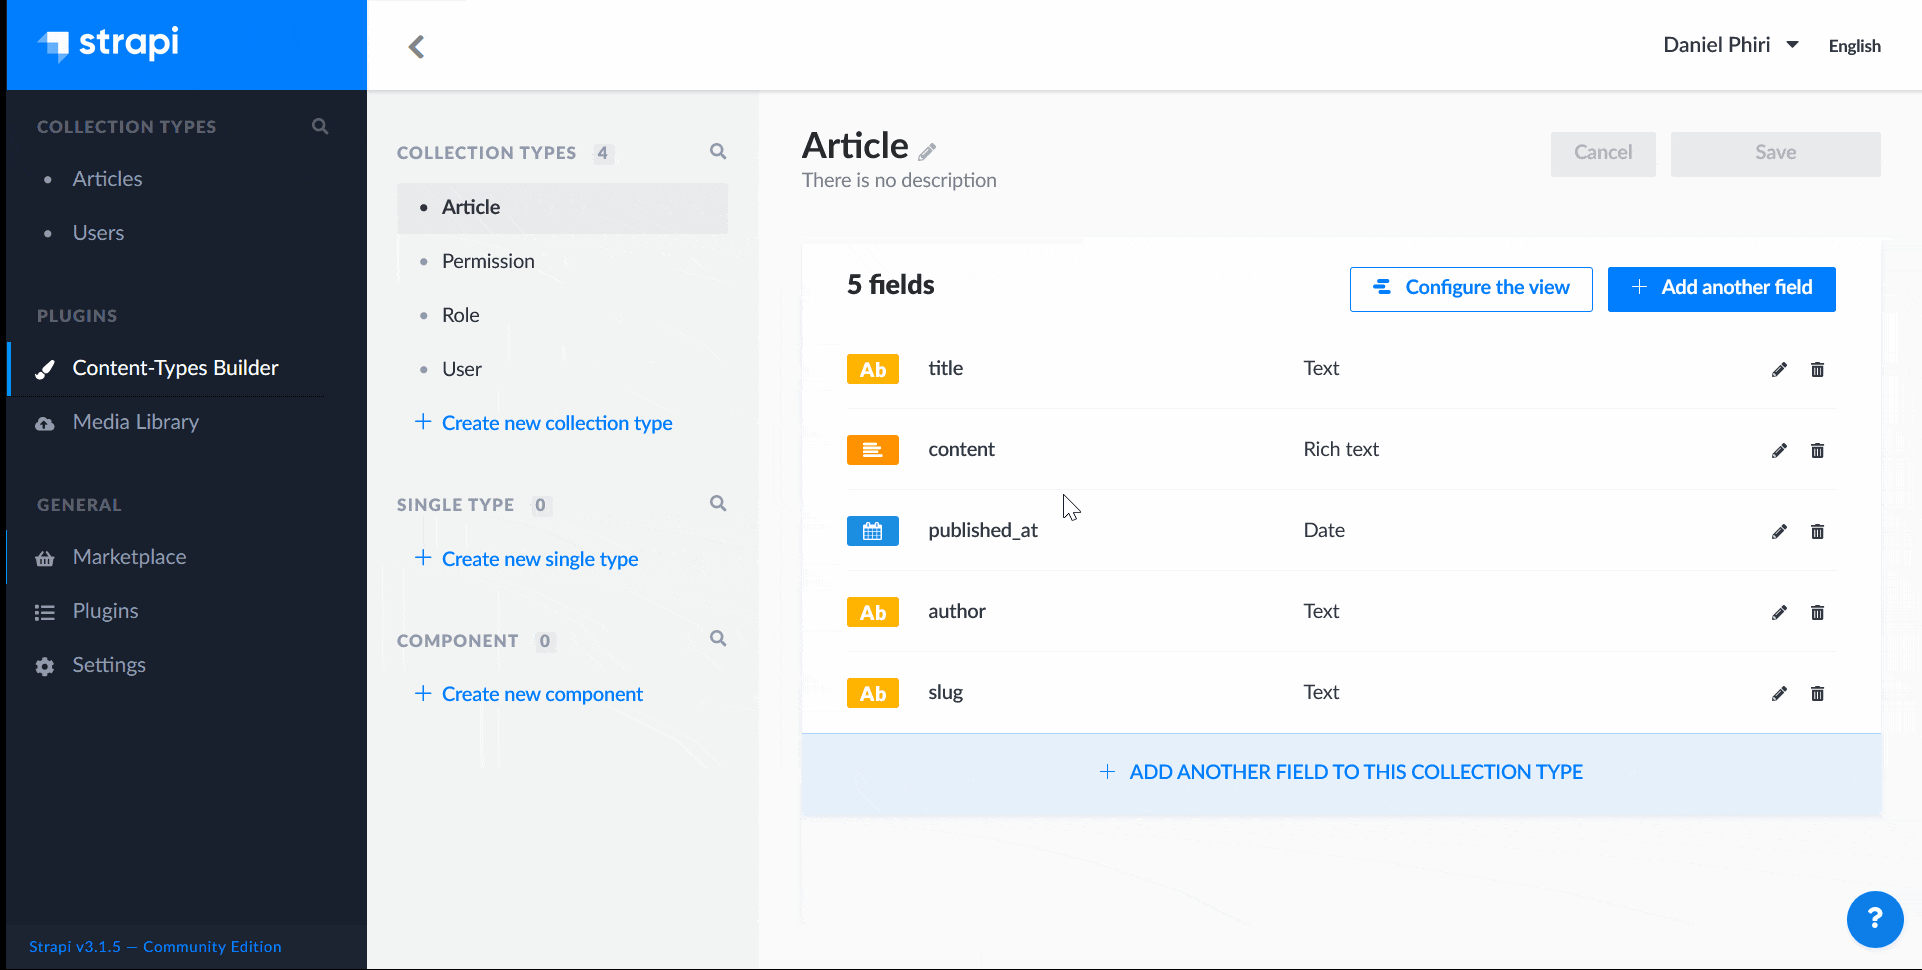 strapi
Daniel Phiri
English
COLLECTION TYPES
Articles
Users
PLUGINS
Content-Types Builder
Media Library
GENERAL
Marketplace
Plugins
Settings
Strapi v3.1.5 — Community Edition
COLLECTION TYPES 4
Article
Permission
Role
User
+ Create new collection type
SINGLE TYPE 0
+ Create new single type
COMPONENT 0
+ Create new component
Article
There is no description
Cancel
Save
5 fields
Configure the view
+ Add another field
Ab title Text
content Rich text
published_at Date
Ab author Text
Ab slug Text
+ ADD ANOTHER FIELD TO THIS COLLECTION TYPE
?